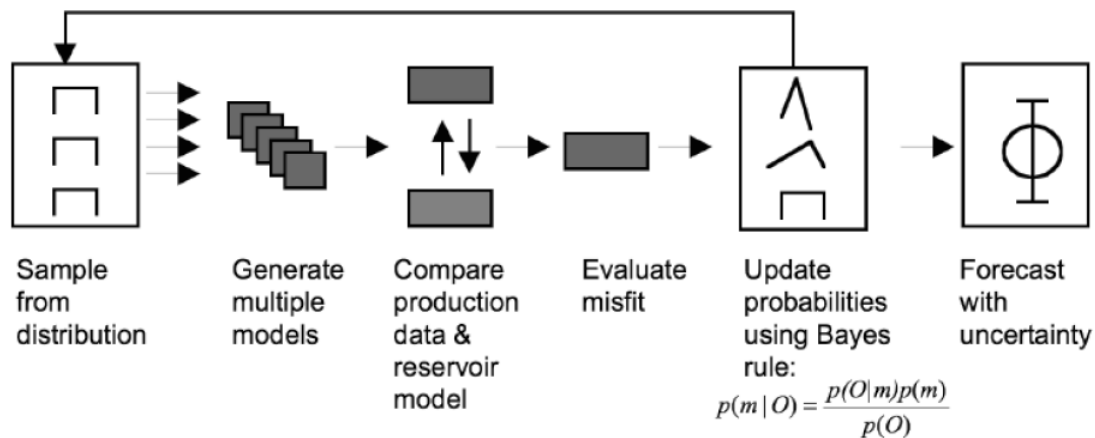 Sample
from
distribution
Generate
multiple
models
Compare
production
data &
reservoir
model
Evaluate
misfit
Update
probabilities
using Bayes
rule:
p(m | O) = p(O|m)p(m) / p(O)
Forecast
with
uncertainty